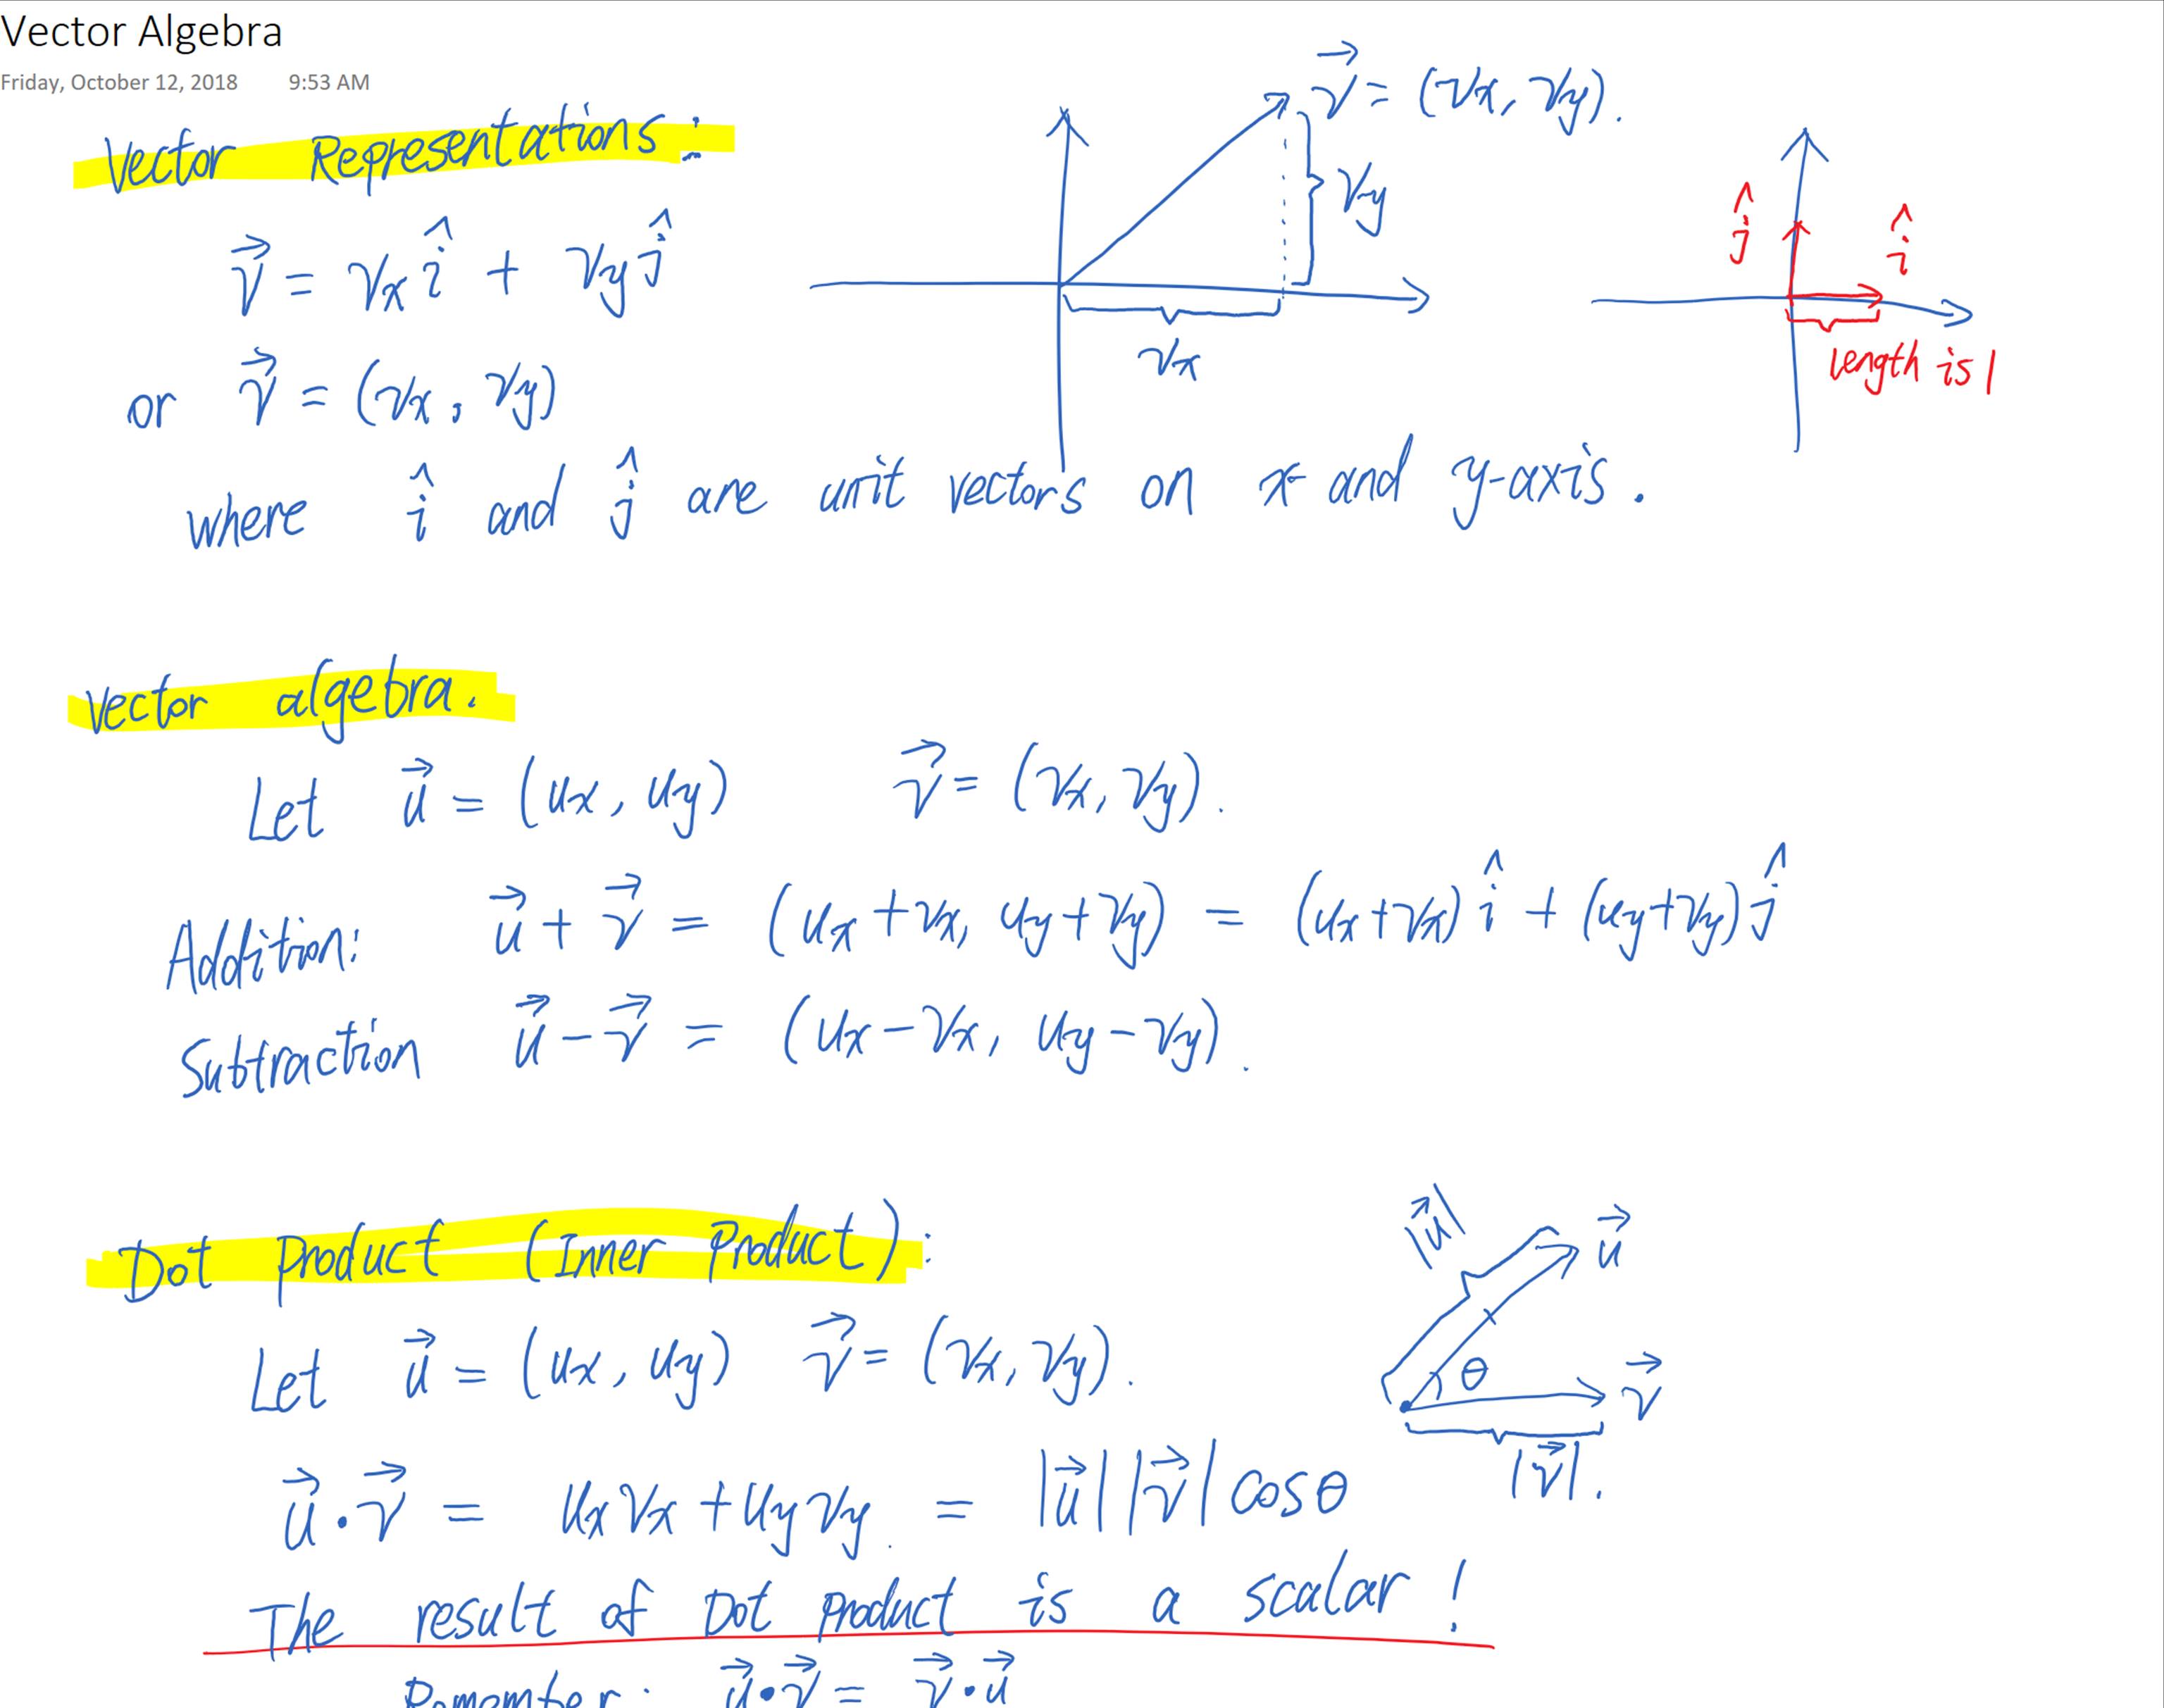 Vector Algebra
Friday, October 12, 2018 9:53 AM
Vector Representations:
$\vec{v} = v_x \hat{i} + v_y \hat{j}$
or $\vec{v} = (v_x, v_y)$
where $\hat{i}$ and $\hat{j}$ are unit vectors on x- and y-axis.
$\vec{v} = (v_x, v_y).$
$v_y$
$v_x$
$\hat{j}$
$\hat{i}$
length is 1
Vector algebra.
Let $\vec{u} = (u_x, u_y)$ $\vec{v} = (v_x, v_y).$
Addition: $\vec{u} + \vec{v} = (u_x + v_x, u_y + v_y) = (u_x + v_x)\hat{i} + (u_y + v_y)\hat{j}$
Subtraction $\vec{u} - \vec{v} = (u_x - v_x, u_y - v_y).$
Dot Product (Inner Product):
Let $\vec{u} = (u_x, u_y)$ $\vec{v} = (v_x, v_y).$
$\vec{u} \cdot \vec{v} = u_x v_x + u_y v_y. = |\vec{u}||\vec{v}| \cos\theta$
The result of Dot Product is a scalar!
Remember: $\vec{u} \cdot \vec{v} = \vec{v} \cdot \vec{u}$
$|\vec{u}|$
$\vec{u}$
$\theta$
$\vec{v}$
$|\vec{v}|.$